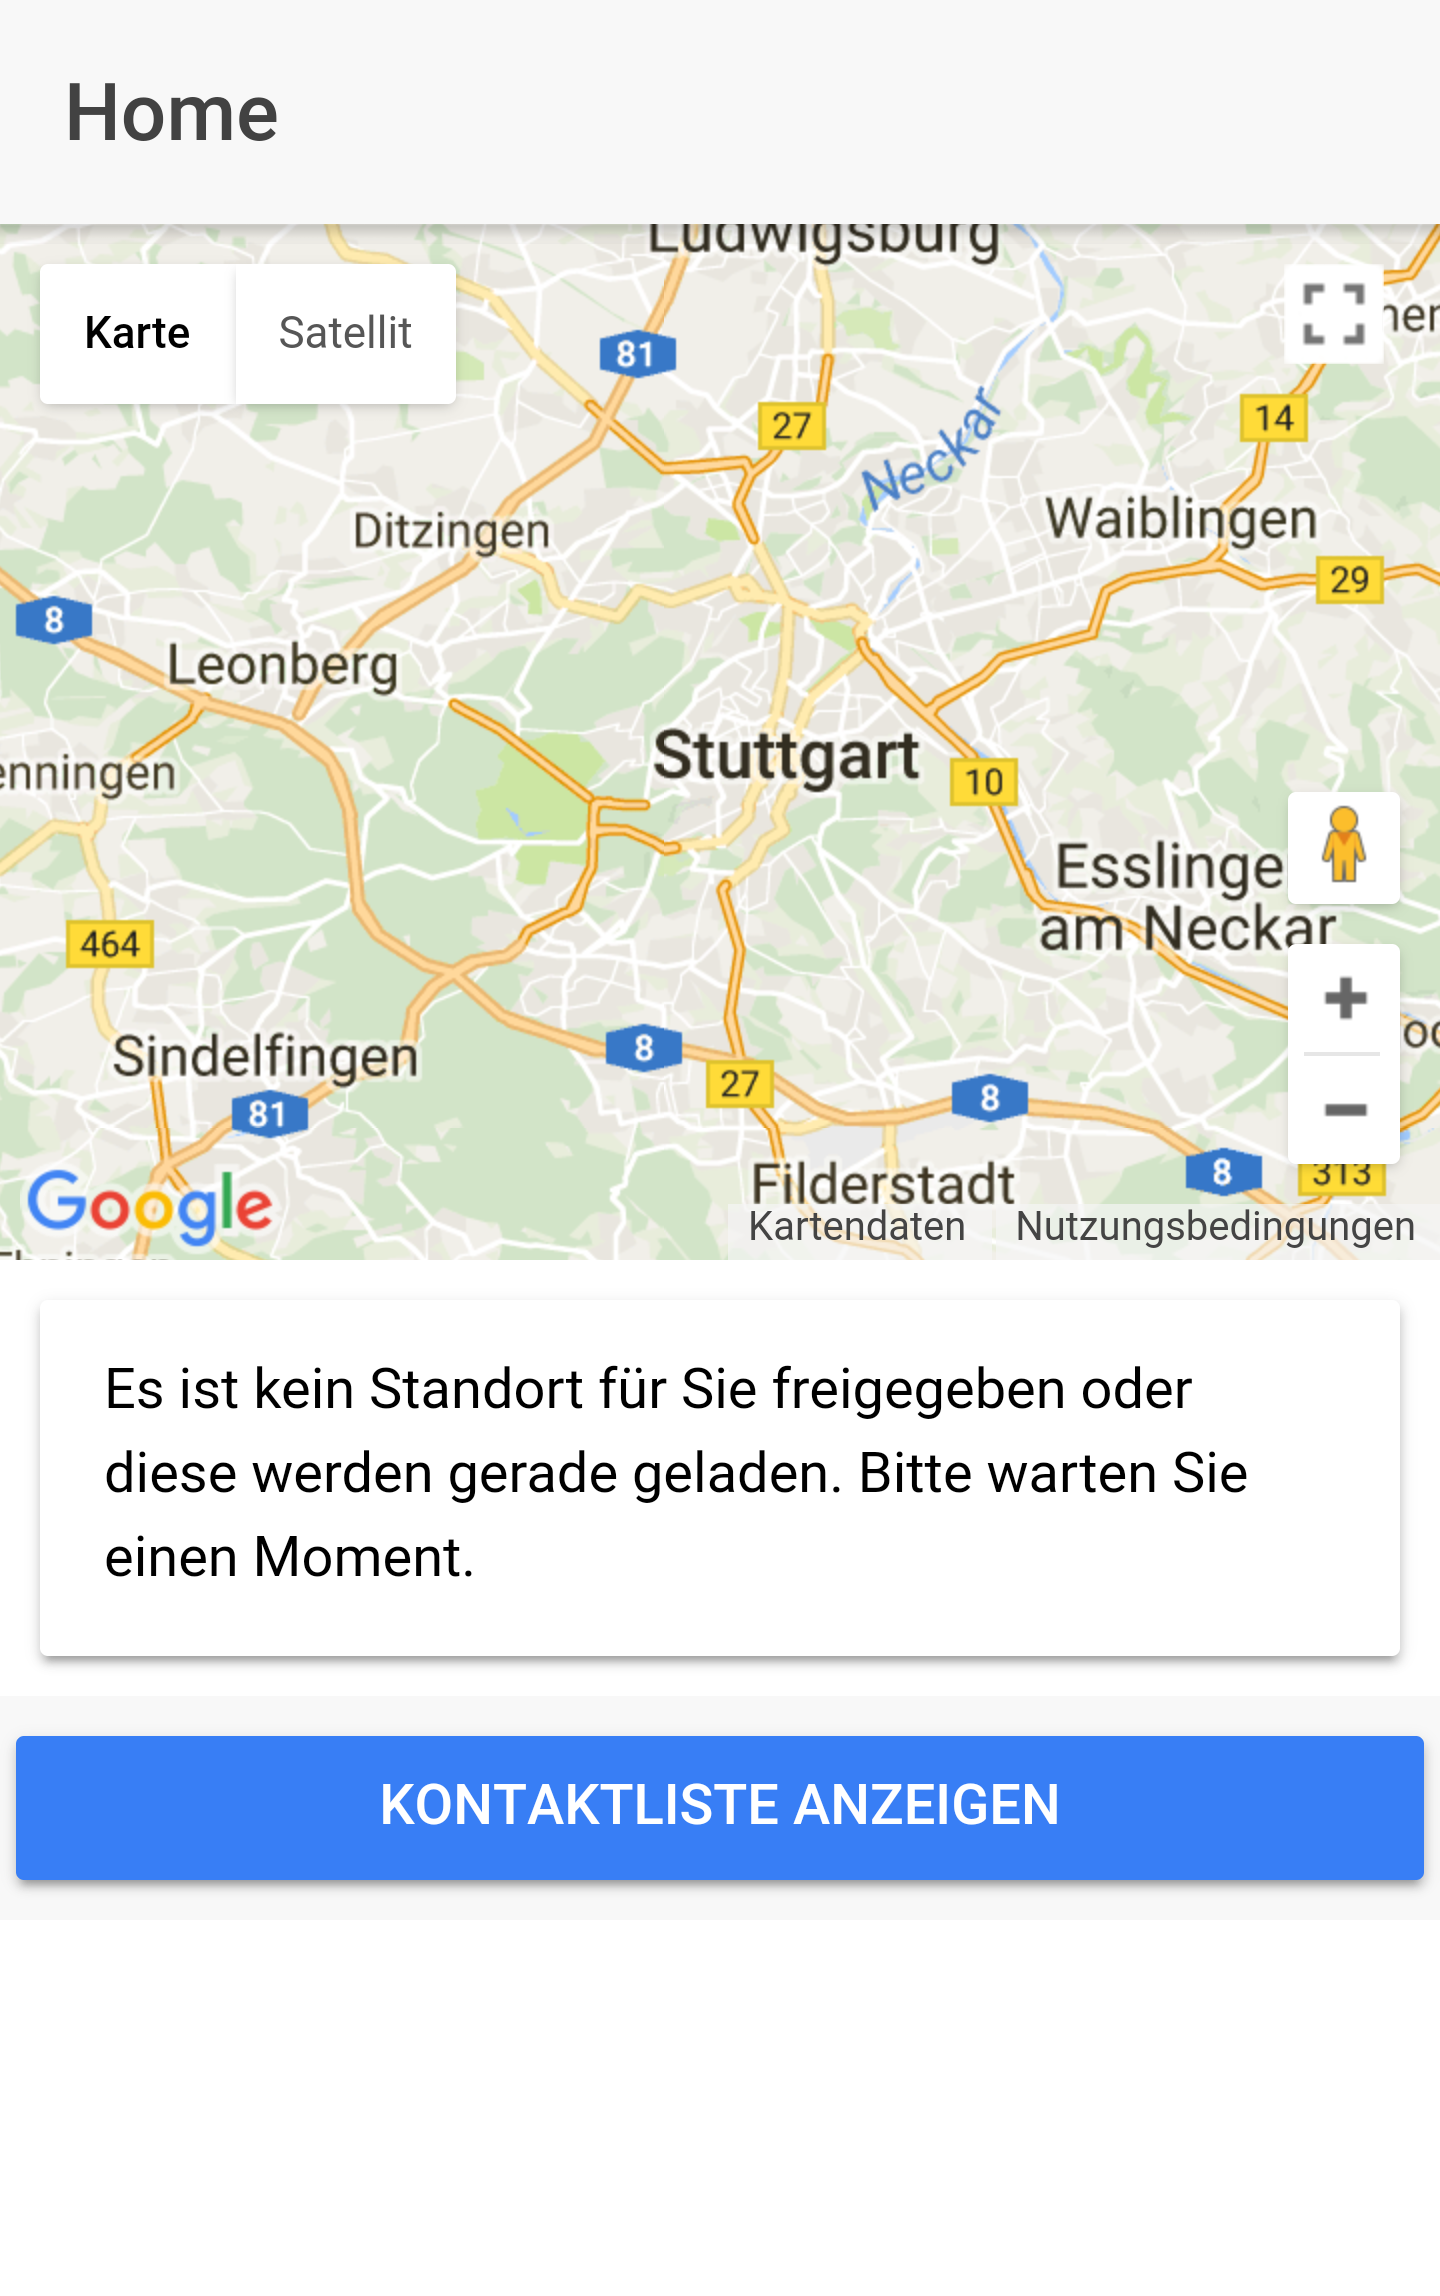 Home
Ludwigsburg
Karte Satellit
81
27
14
Neckar
Ditzingen
Waiblingen
29
8
Leonberg
Stuttgart
enningen
10
Esslinge
am Neckar
464
Sindelfingen
8
27
8
81
Filderstadt
8
313
Google
Kartendaten Nutzungsbedingungen
Es ist kein Standort für Sie freigegeben oder
diese werden gerade geladen. Bitte warten Sie
einen Moment.
KONTAKTLISTE ANZEIGEN